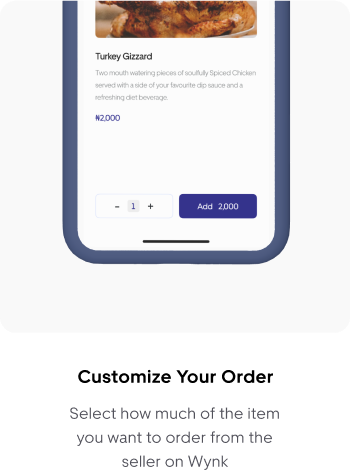 Turkey Gizzard
Two mouth watering pieces of soulfully Spiced Chicken
served with a side of your favourite dip sauce and a
refreshing diet beverage.
₦2,000
- 1 + Add 2,000
Customize Your Order
Select how much of the item
you want to order from the
seller on Wynk